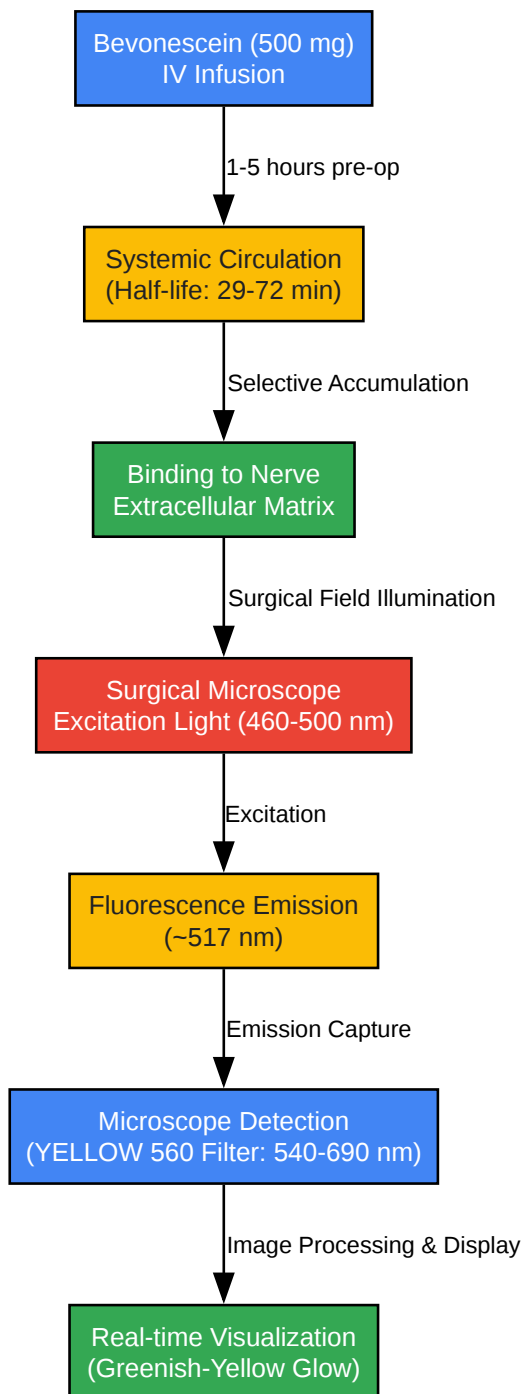 Bevonescein (500 mg)
IV Infusion
1-5 hours pre-op
Systemic Circulation
(Half-life: 29-72 min)
Selective Accumulation
Binding to Nerve
Extracellular Matrix
Surgical Field Illumination
Surgical Microscope
Excitation Light (460-500 nm)
Excitation
Fluorescence Emission
(~517 nm)
Emission Capture
Microscope Detection
(YELLOW 560 Filter: 540-690 nm)
Image Processing & Display
Real-time Visualization
(Greenish-Yellow Glow)